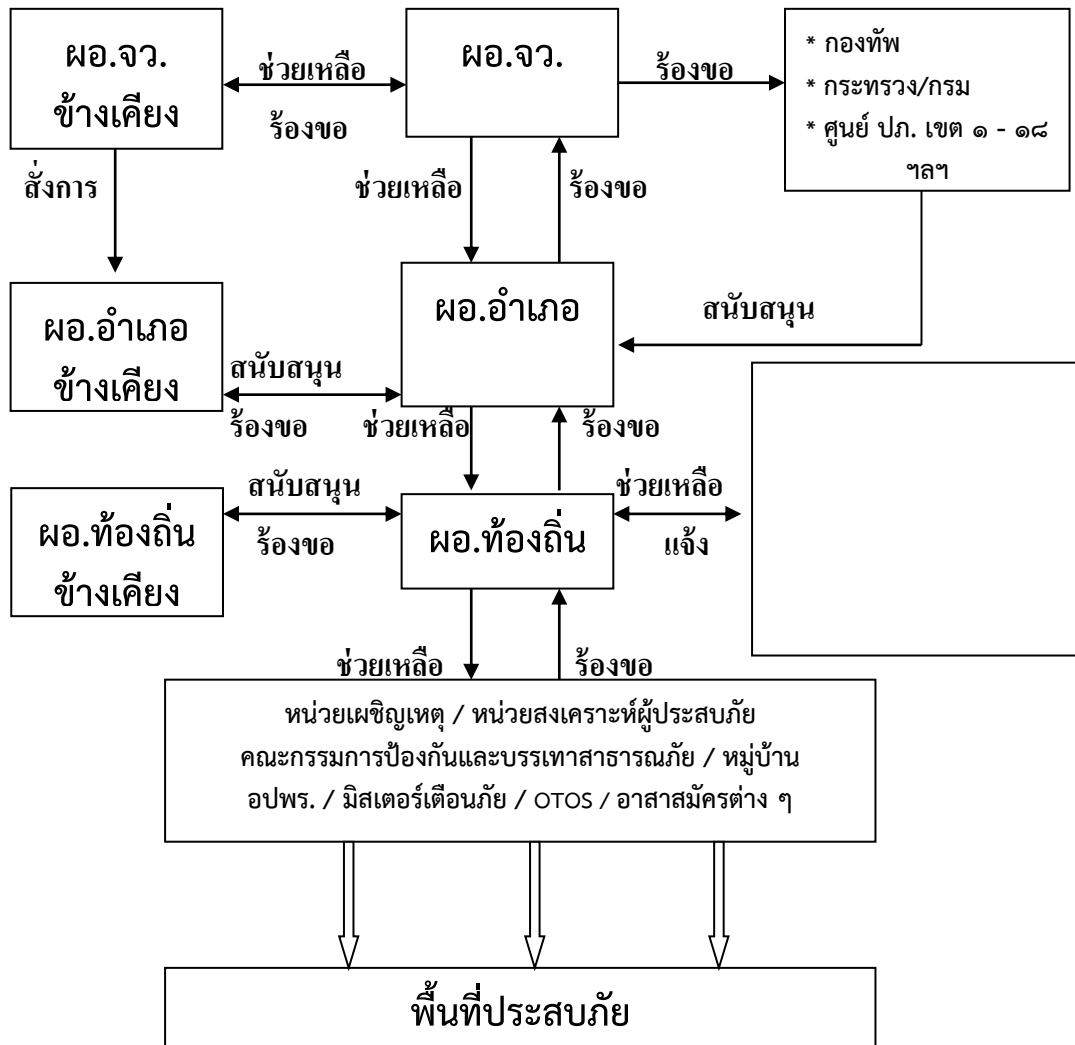 ผอ.จว.
ข้างเคียง
ช่วยเหลือ
ร้องขอ
ผอ.จว.
ร้องขอ
* กองทัพ
* กระทรวง/กรม
* ศูนย์ ปภ. เขต ๑ - ๑๘
ฯลฯ
สั่งการ
ช่วยเหลือ
ร้องขอ
ผอ.อำเภอ
ข้างเคียง
สนับสนุน
ร้องขอ
ผอ.อำเภอ
สนับสนุน
ช่วยเหลือ
ร้องขอ
ผอ.ท้องถิ่น
ข้างเคียง
สนับสนุน
ร้องขอ
ผอ.ท้องถิ่น
ช่วยเหลือ
แจ้ง
ช่วยเหลือ
ร้องขอ
หน่วยเผชิญเหตุ / หน่วยสงเคราะห์ผู้ประสบภัย
คณะกรรมการป้องกันและบรรเทาสาธารณภัย / หมู่บ้าน
อปพร. / มิสเตอร์เตือนภัย / OTOS / อาสาสมัครต่าง ๆ
พื้นที่ประสบภัย